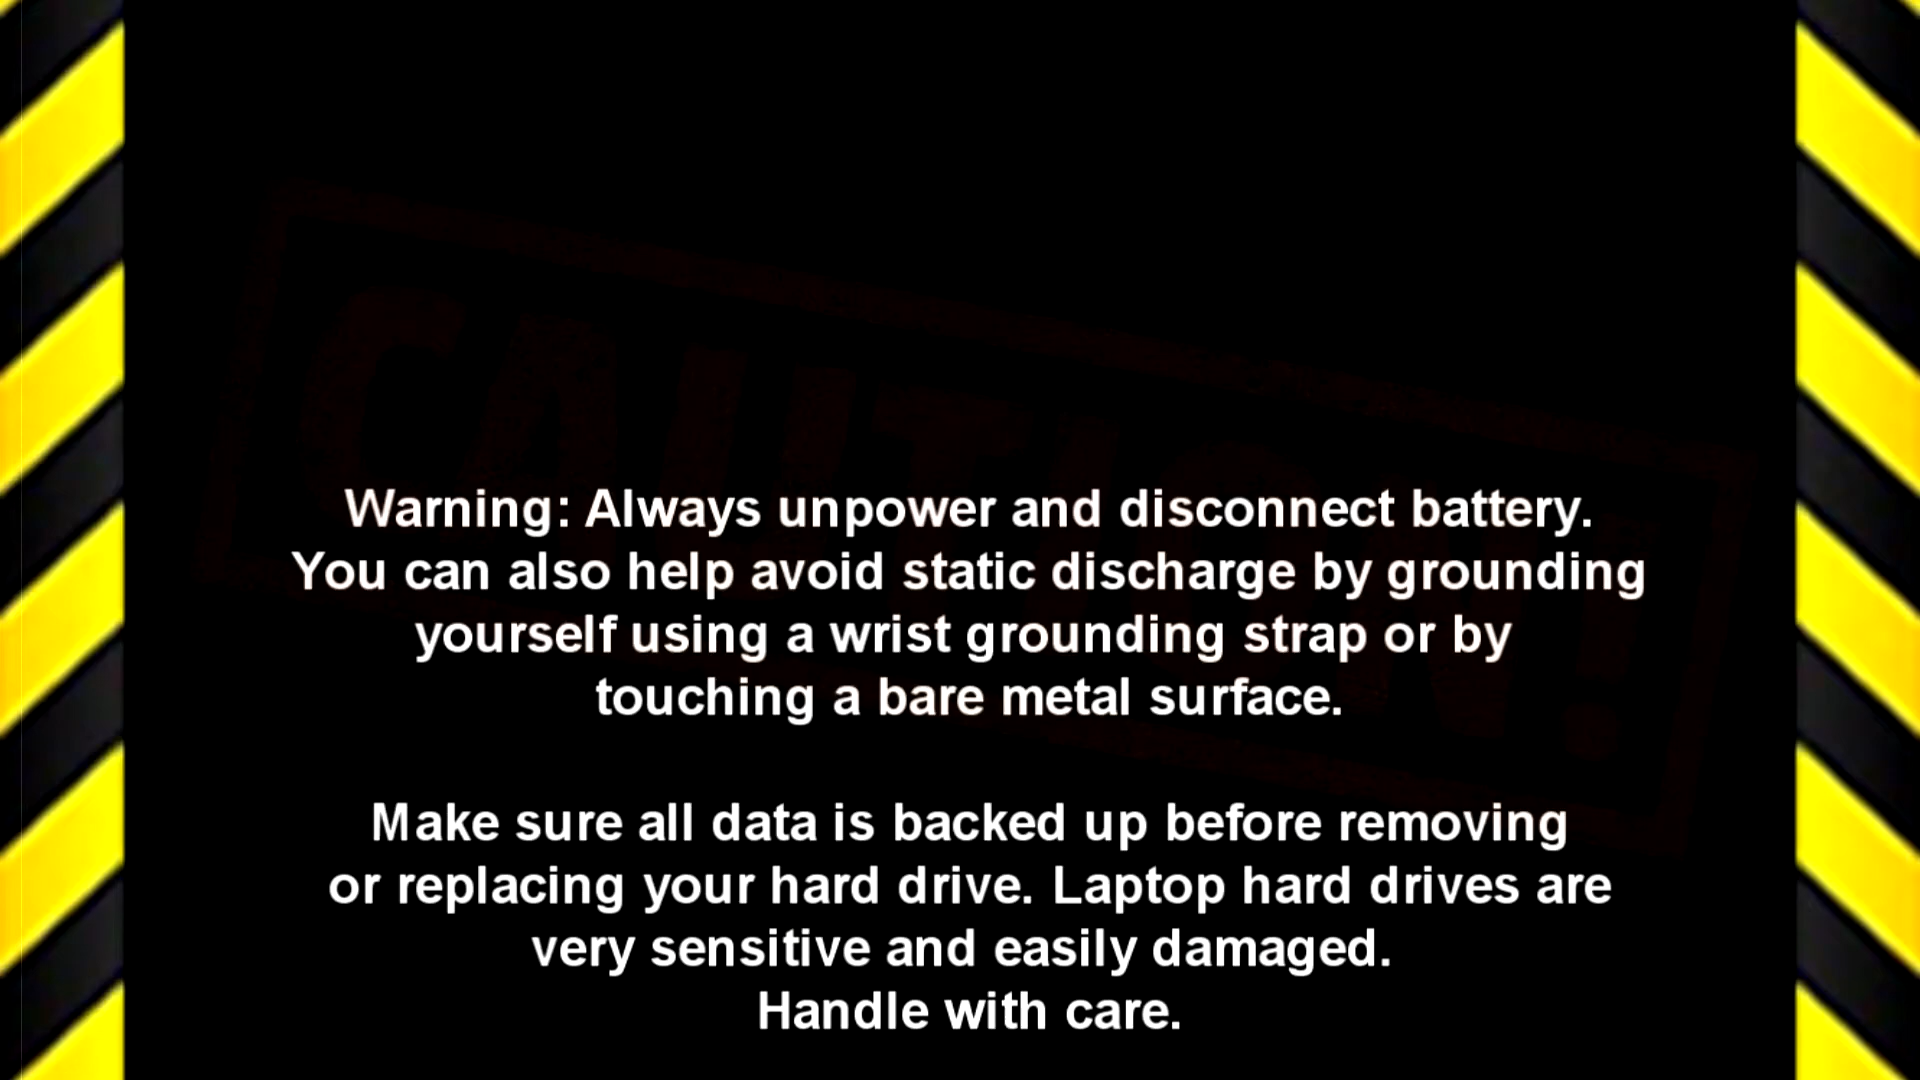 CAUTION!
Warning: Always unpower and disconnect battery.
You can also help avoid static discharge by grounding
yourself using a wrist grounding strap or by
touching a bare metal surface.
Make sure all data is backed up before removing
or replacing your hard drive. Laptop hard drives are
very sensitive and easily damaged.
Handle with care.